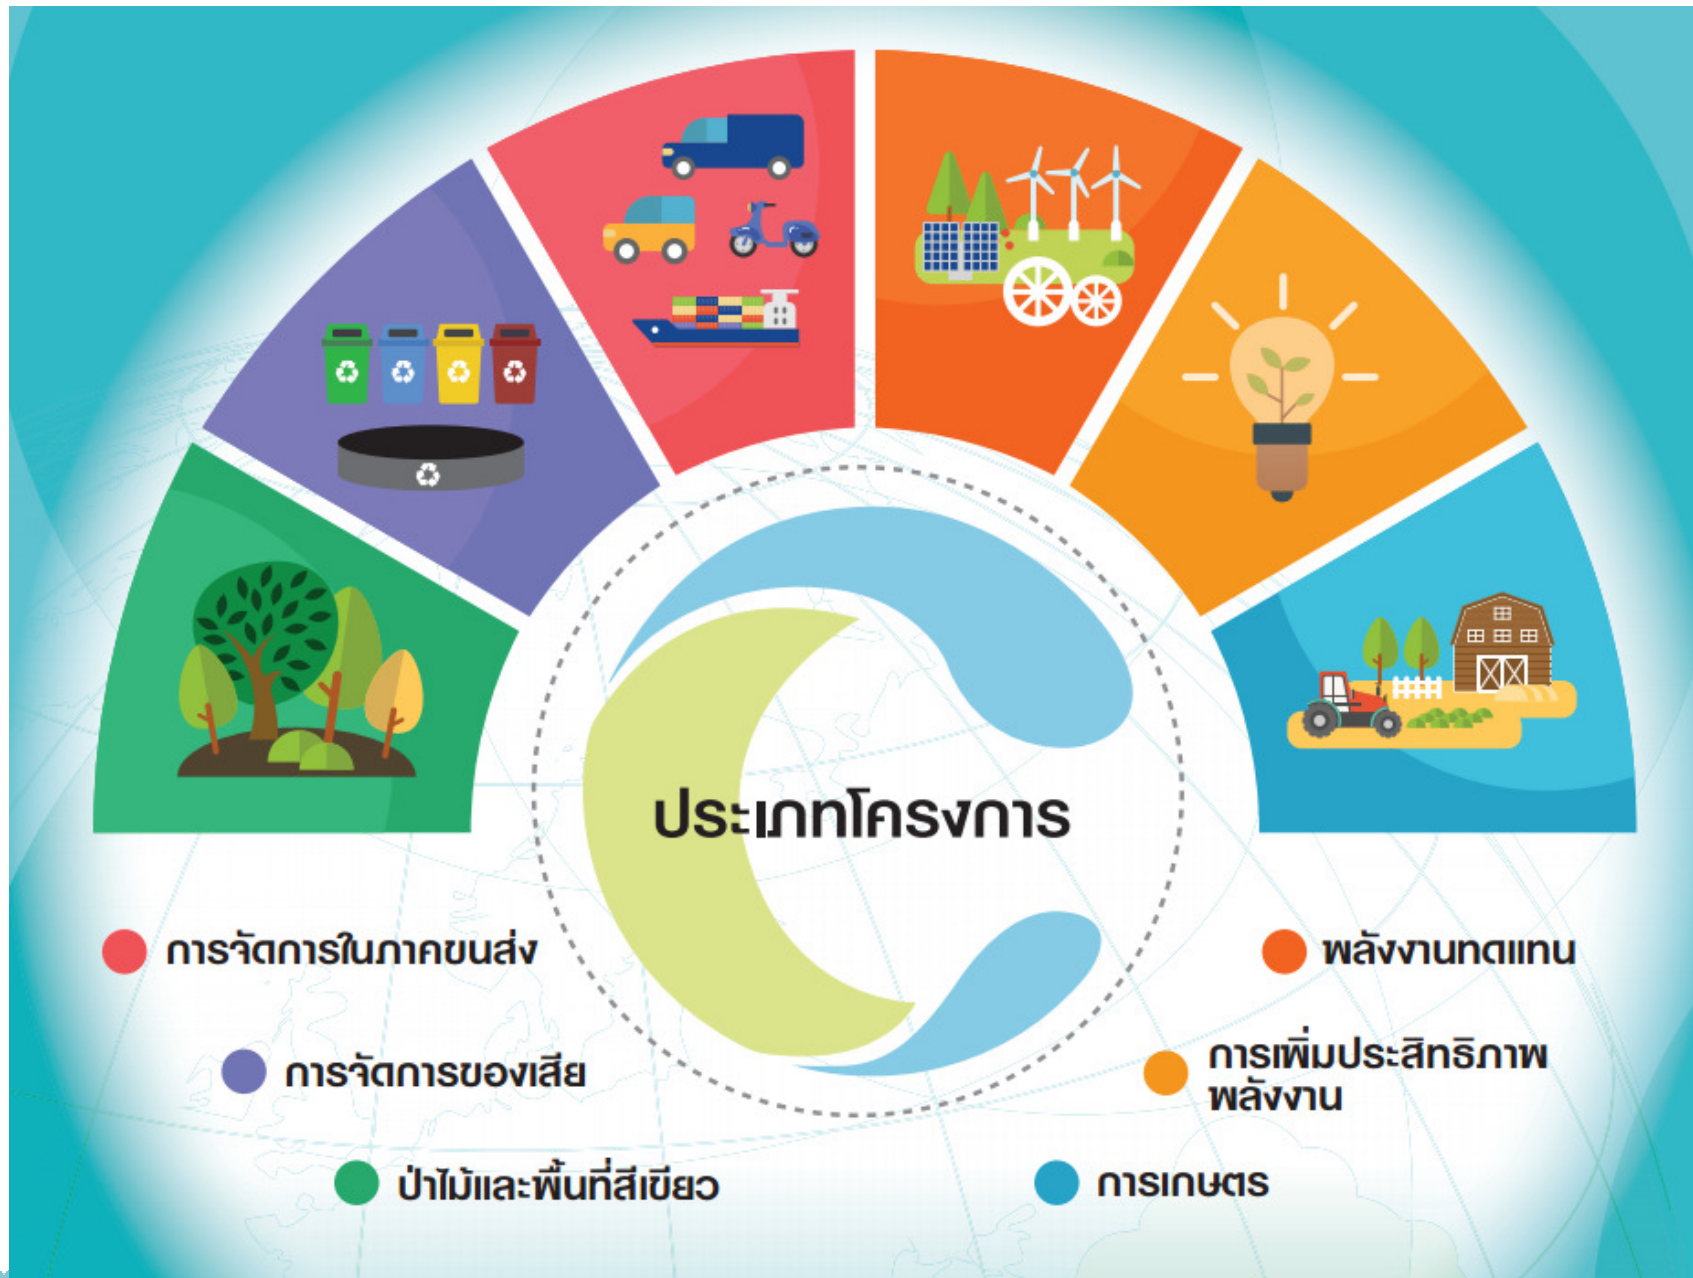 ประเภทโครงการ
การจัดการในภาคขนส่ง
การจัดการของเสีย
ป่าไม้และพื้นที่สีเขียว
พลังงานทดแทน
การเพิ่มประสิทธิภาพ
พลังงาน
การเกษตร